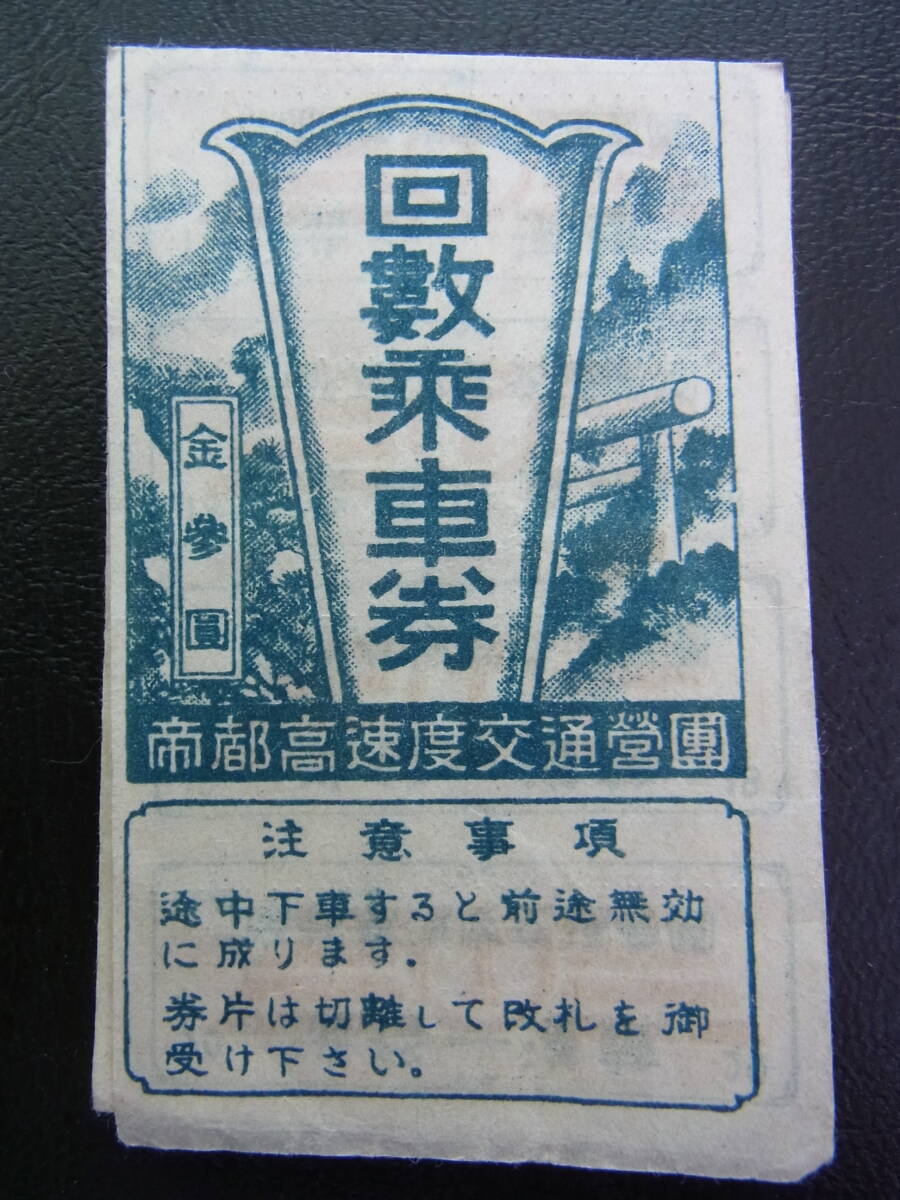 回數乘車券
金參圓
帝都高速度交通營團
注意事項
途中下車すると前途無効
に成ります.
券片は切離して改札を御
受け下さい。